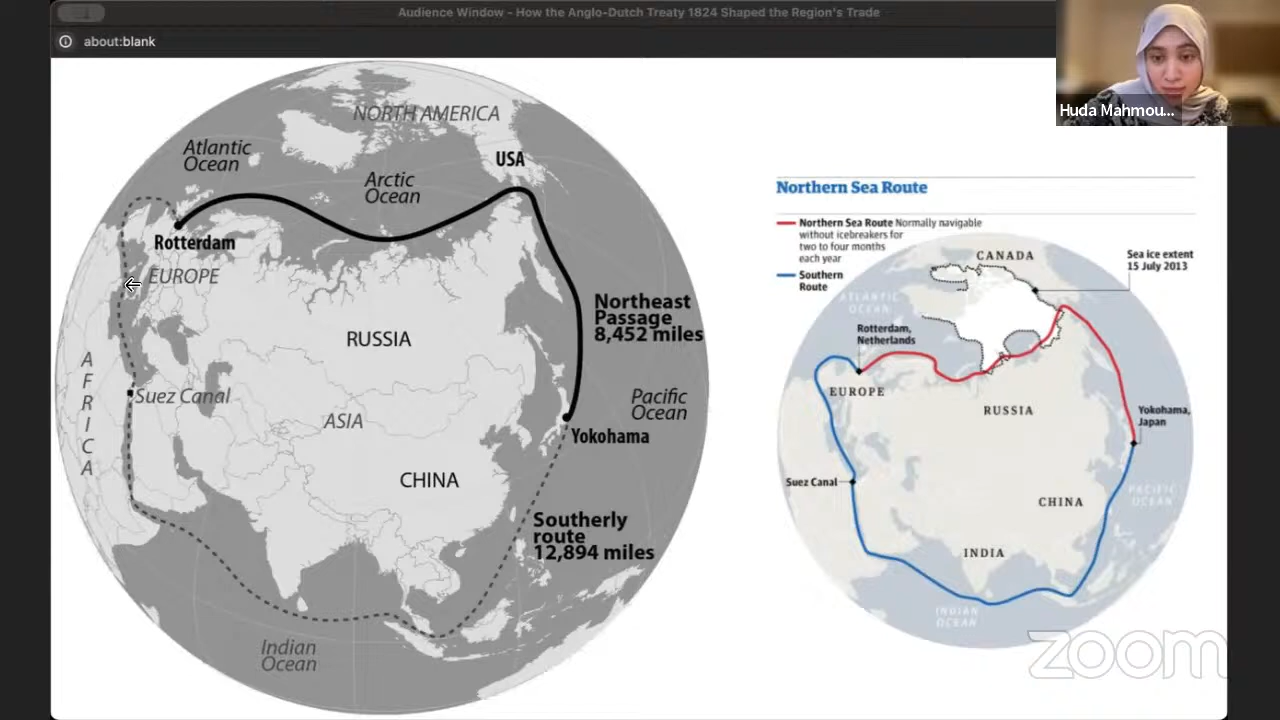 Audience Window - How the Anglo-Dutch Treaty 1824 Shaped the Region's Trade
about:blank
Huda Mahmou...
NORTH AMERICA
Atlantic
Ocean
USA
Arctic
Ocean
Rotterdam
EUROPE
Northeast
Passage
8,452 miles
RUSSIA
AFRICA
Suez Canal
Pacific
Ocean
ASIA
Yokohama
CHINA
Southerly
route
12,894 miles
Indian
Ocean
Northern Sea Route
Northern Sea Route Normally navigable
without icebreakers for
two to four months
each year
Southern
Route
CANADA
Sea ice extent
15 July 2013
ATLANTIC
OCEAN
Rotterdam,
Netherlands
EUROPE
RUSSIA
Yokohama,
Japan
Suez Canal
PACIFIC
OCEAN
CHINA
INDIA
INDIAN
OCEAN
zoom